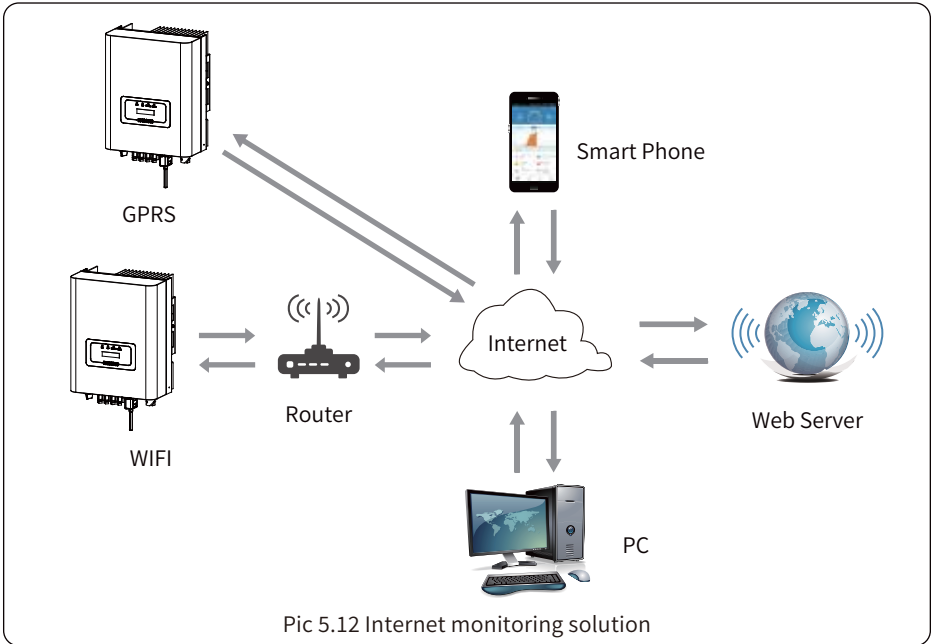 Smart Phone
GPRS
Internet
Router
Web Server
WIFI
PC
Pic 5.12 Internet monitoring solution